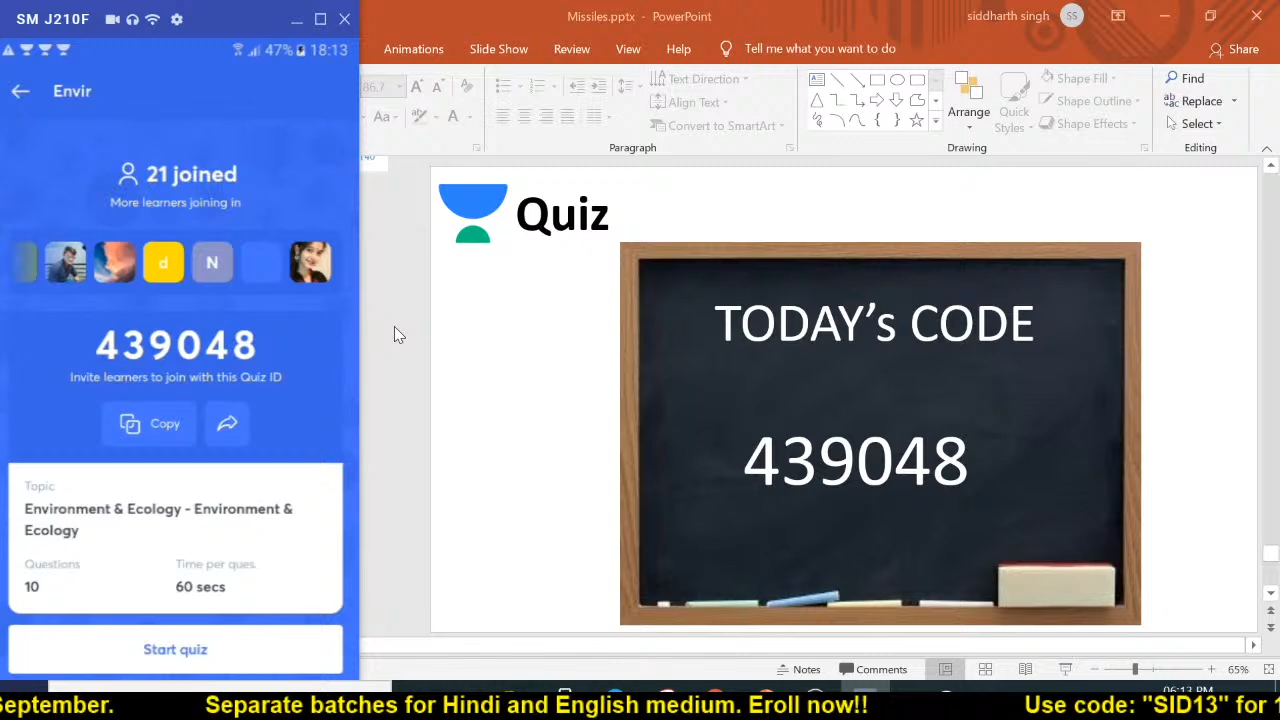 SM J210F
Missiles.pptx - PowerPoint
siddharth singh
SS
47% 18:13
Animations Slide Show Review View Help Tell me what you want to do Share
Envir
Text Direction
Align Text
Convert to SmartArt
Aa
A
Arrange
Quick Styles
Shape Fill
Shape Outline
Shape Effects
Find
Replace
Select
Paragraph
Drawing
Editing
21 joined
More learners joining in
d
N
439048
Invite learners to join with this Quiz ID
Copy
Topic
Environment & Ecology - Environment &
Ecology
Questions
Time per ques.
10
60 secs
Start quiz
Quiz
TODAY’s CODE
439048
Notes Comments 65%
06:13 PM
September. Separate batches for Hindi and English medium. Eroll now!! Use code: "SID13" for